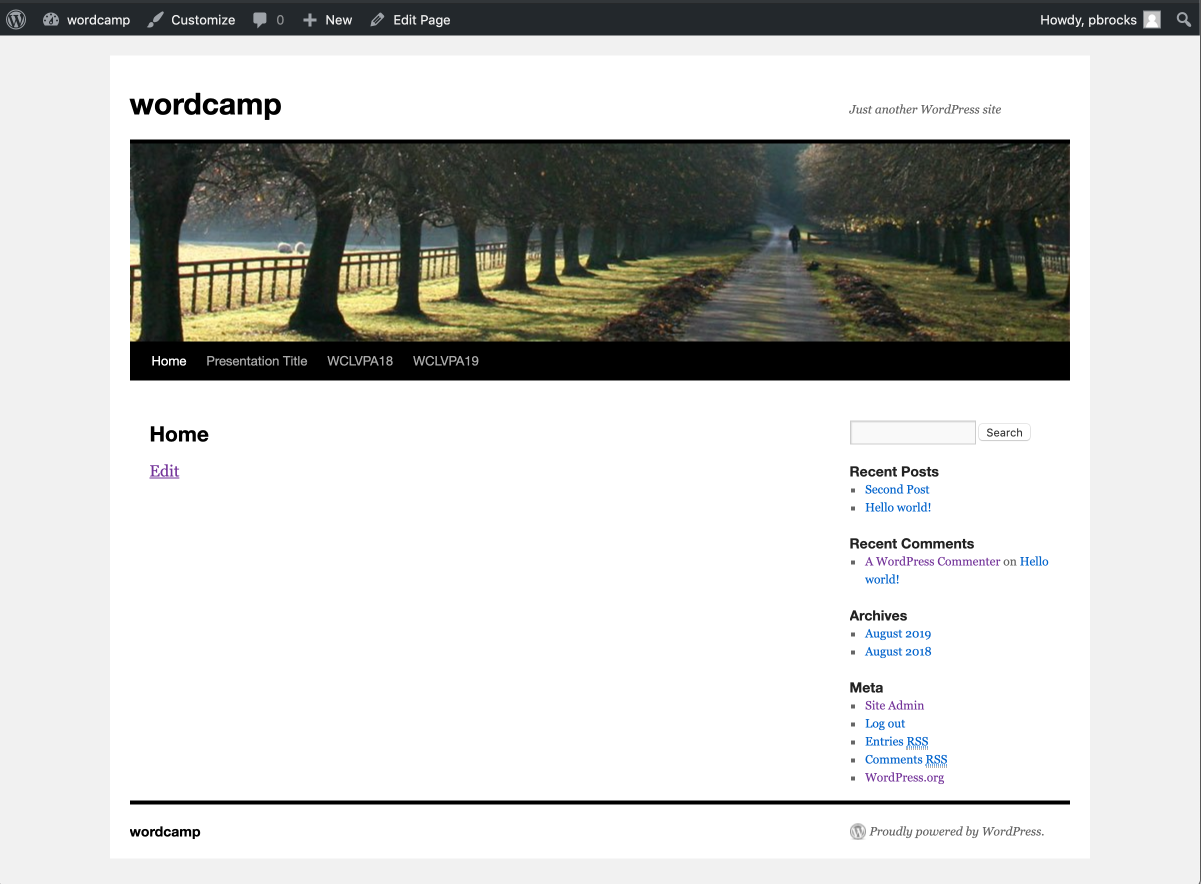 wordcamp Customize 0 New Edit Page Howdy, pbrocks
wordcamp
Just another WordPress site
Home Presentation Title WCLVPA18 WCLVPA19
Home
Edit
Search
Recent Posts
Second Post
Hello world!
Recent Comments
A WordPress Commenter on Hello
world!
Archives
August 2019
August 2018
Meta
Site Admin
Log out
Entries RSS
Comments RSS
WordPress.org
wordcamp
Proudly powered by WordPress.